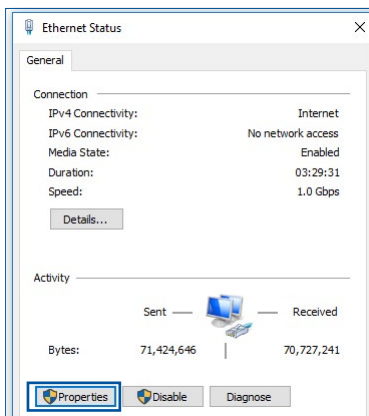 Ethernet Status
General
Connection
IPv4 Connectivity: Internet
IPv6 Connectivity: No network access
Media State: Enabled
Duration: 03:29:31
Speed: 1.0 Gbps
Details...
Activity
Sent Received
Bytes: 71,424,646 70,727,241
Properties Disable Diagnose